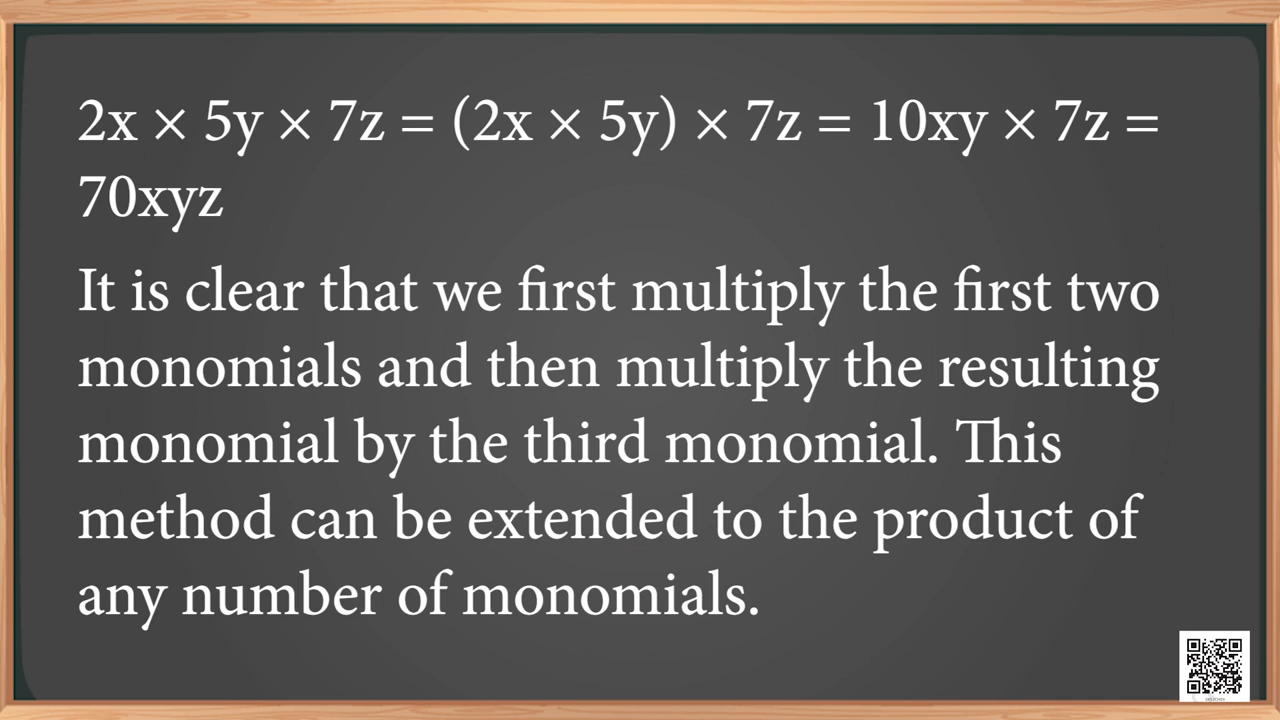 2x × 5y × 7z = (2x × 5y) × 7z = 10xy × 7z =
70xyz
It is clear that we first multiply the first two
monomials and then multiply the resulting
monomial by the third monomial. This
method can be extended to the product of
any number of monomials.